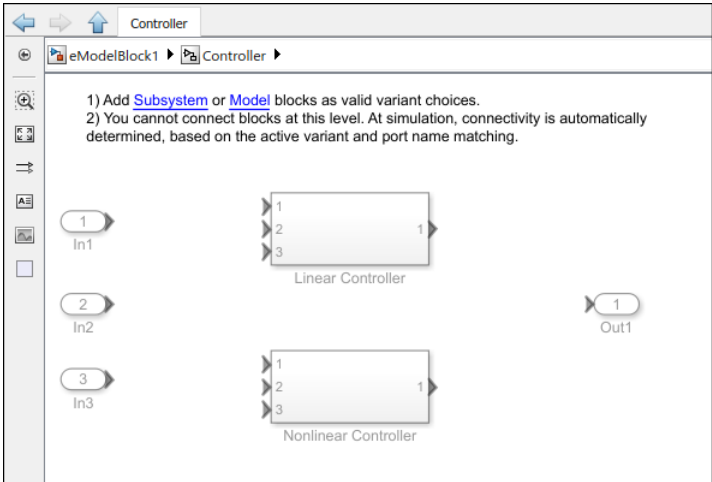 Controller
eModelBlock1 Controller
1) Add Subsystem or Model blocks as valid variant choices.
2) You cannot connect blocks at this level. At simulation, connectivity is automatically
determined, based on the active variant and port name matching.
1
In1
1
2
3
1
Linear Controller
2
In2
1
Out1
3
In3
1
2
3
1
Nonlinear Controller